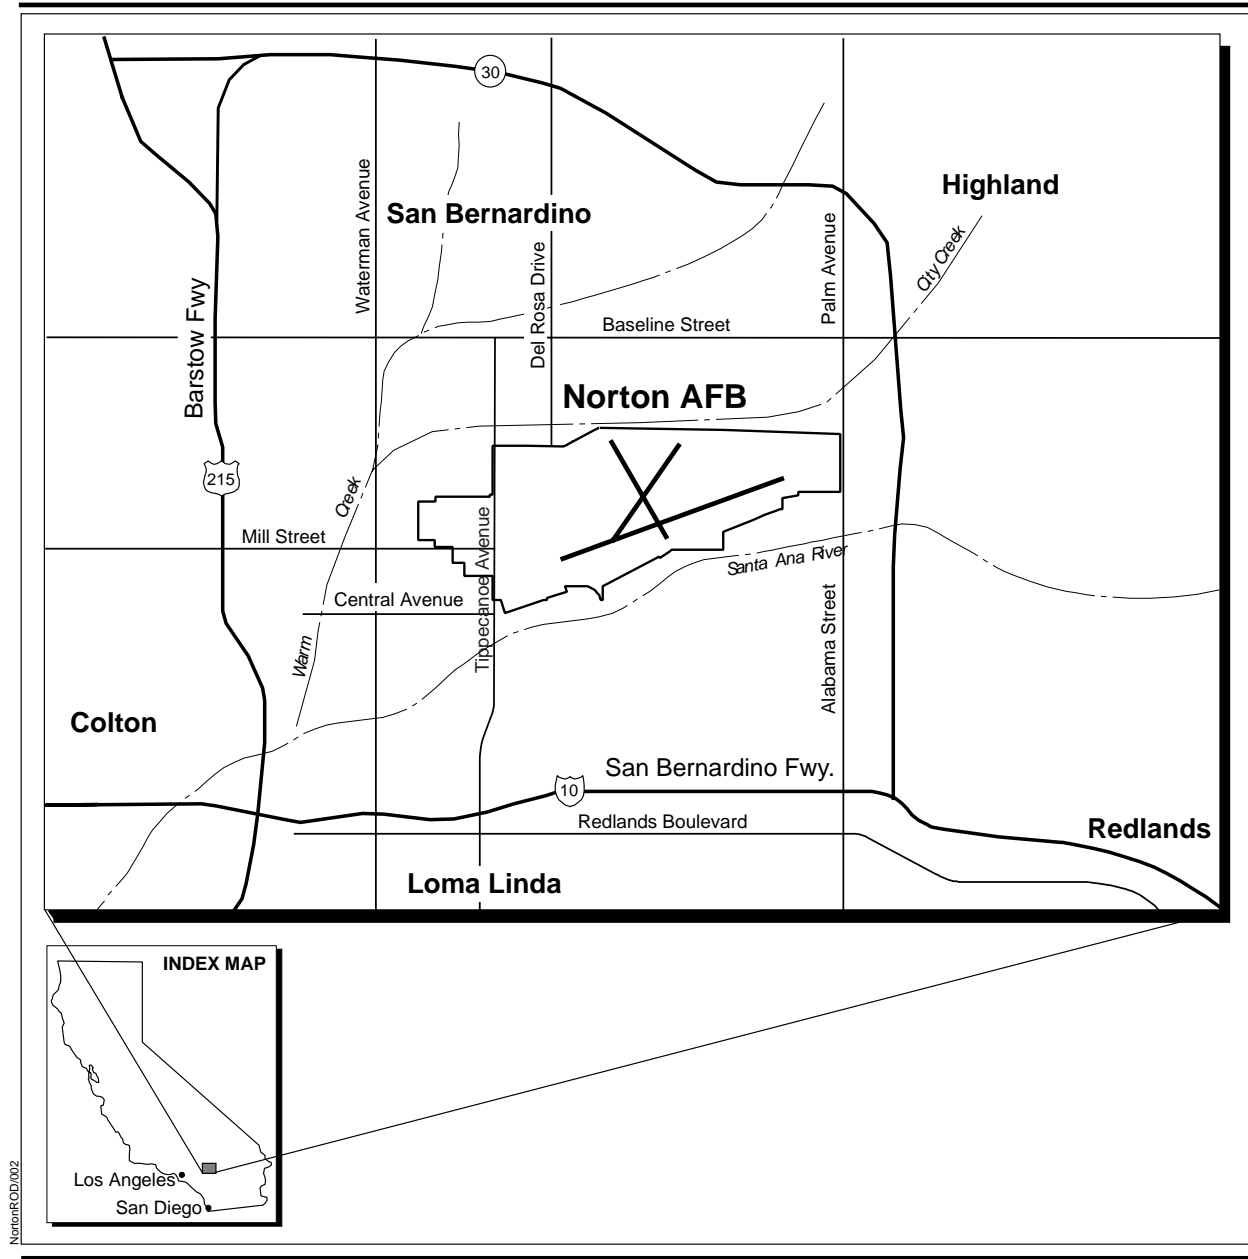 30
Highland
San Bernardino
Waterman Avenue
Del Rosa Drive
Palm Avenue
City Creek
Barstow Fwy
Baseline Street
Norton AFB
215
Creek
Mill Street
Tippecanoe Avenue
Santa Ana River
Central Avenue
Alabama Street
Warm
Colton
San Bernardino Fwy.
10
Redlands Boulevard
Redlands
Loma Linda
INDEX MAP
Los Angeles
San Diego
NortonROD/002